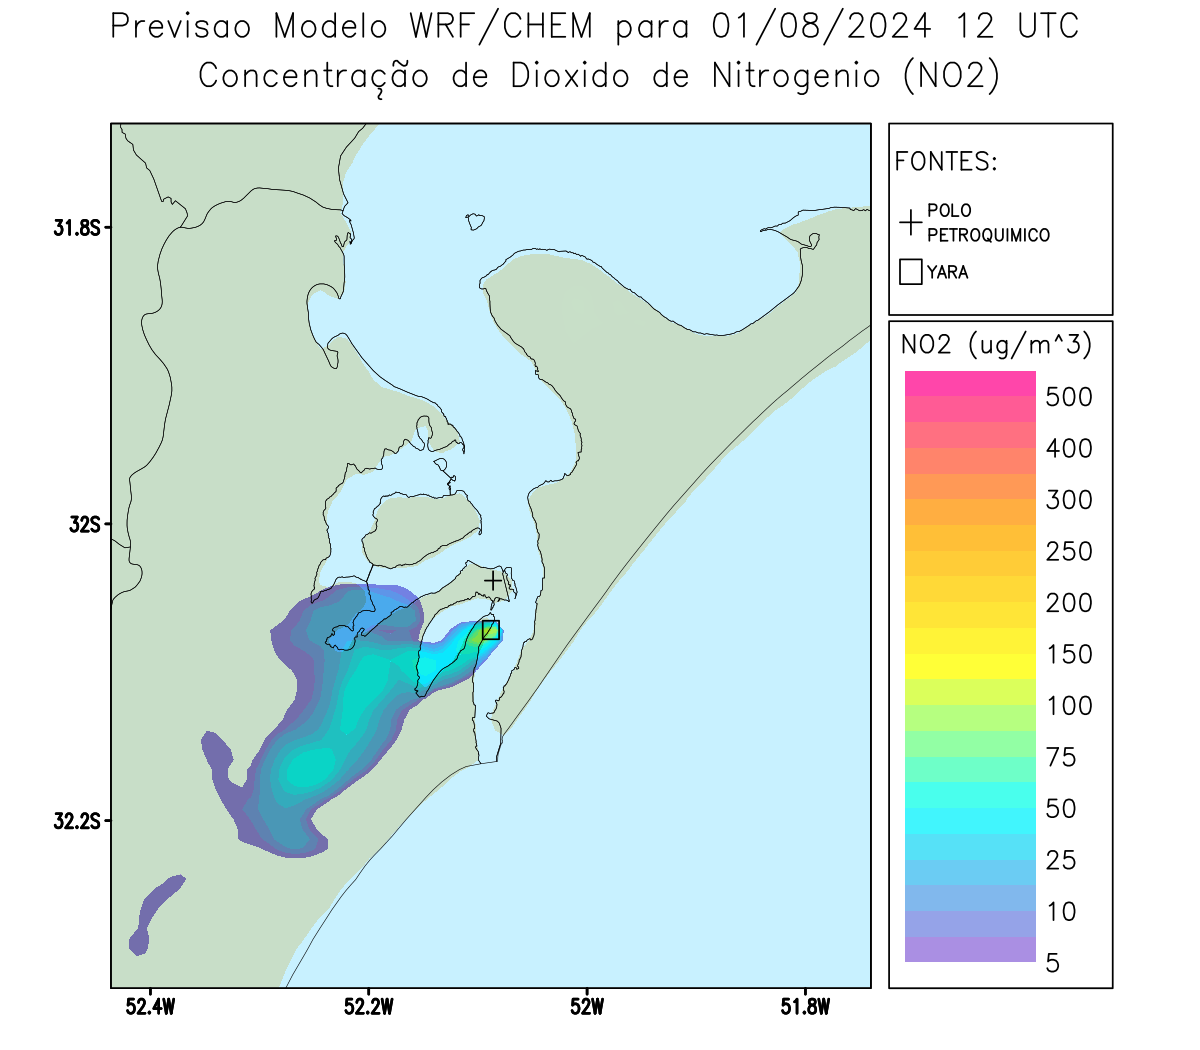 Previsao Modelo WRF/CHEM para 01/08/2024 12 UTC
Concentração de Dioxido de Nitrogenio (NO2)
FONTES:
POLO
PETROQUIMICO
YARA
NO2 (ug/m^3)
500
400
300
250
200
150
100
75
50
25
10
5
31.8S
32S
32.2S
52.4W
52.2W
52W
51.8W